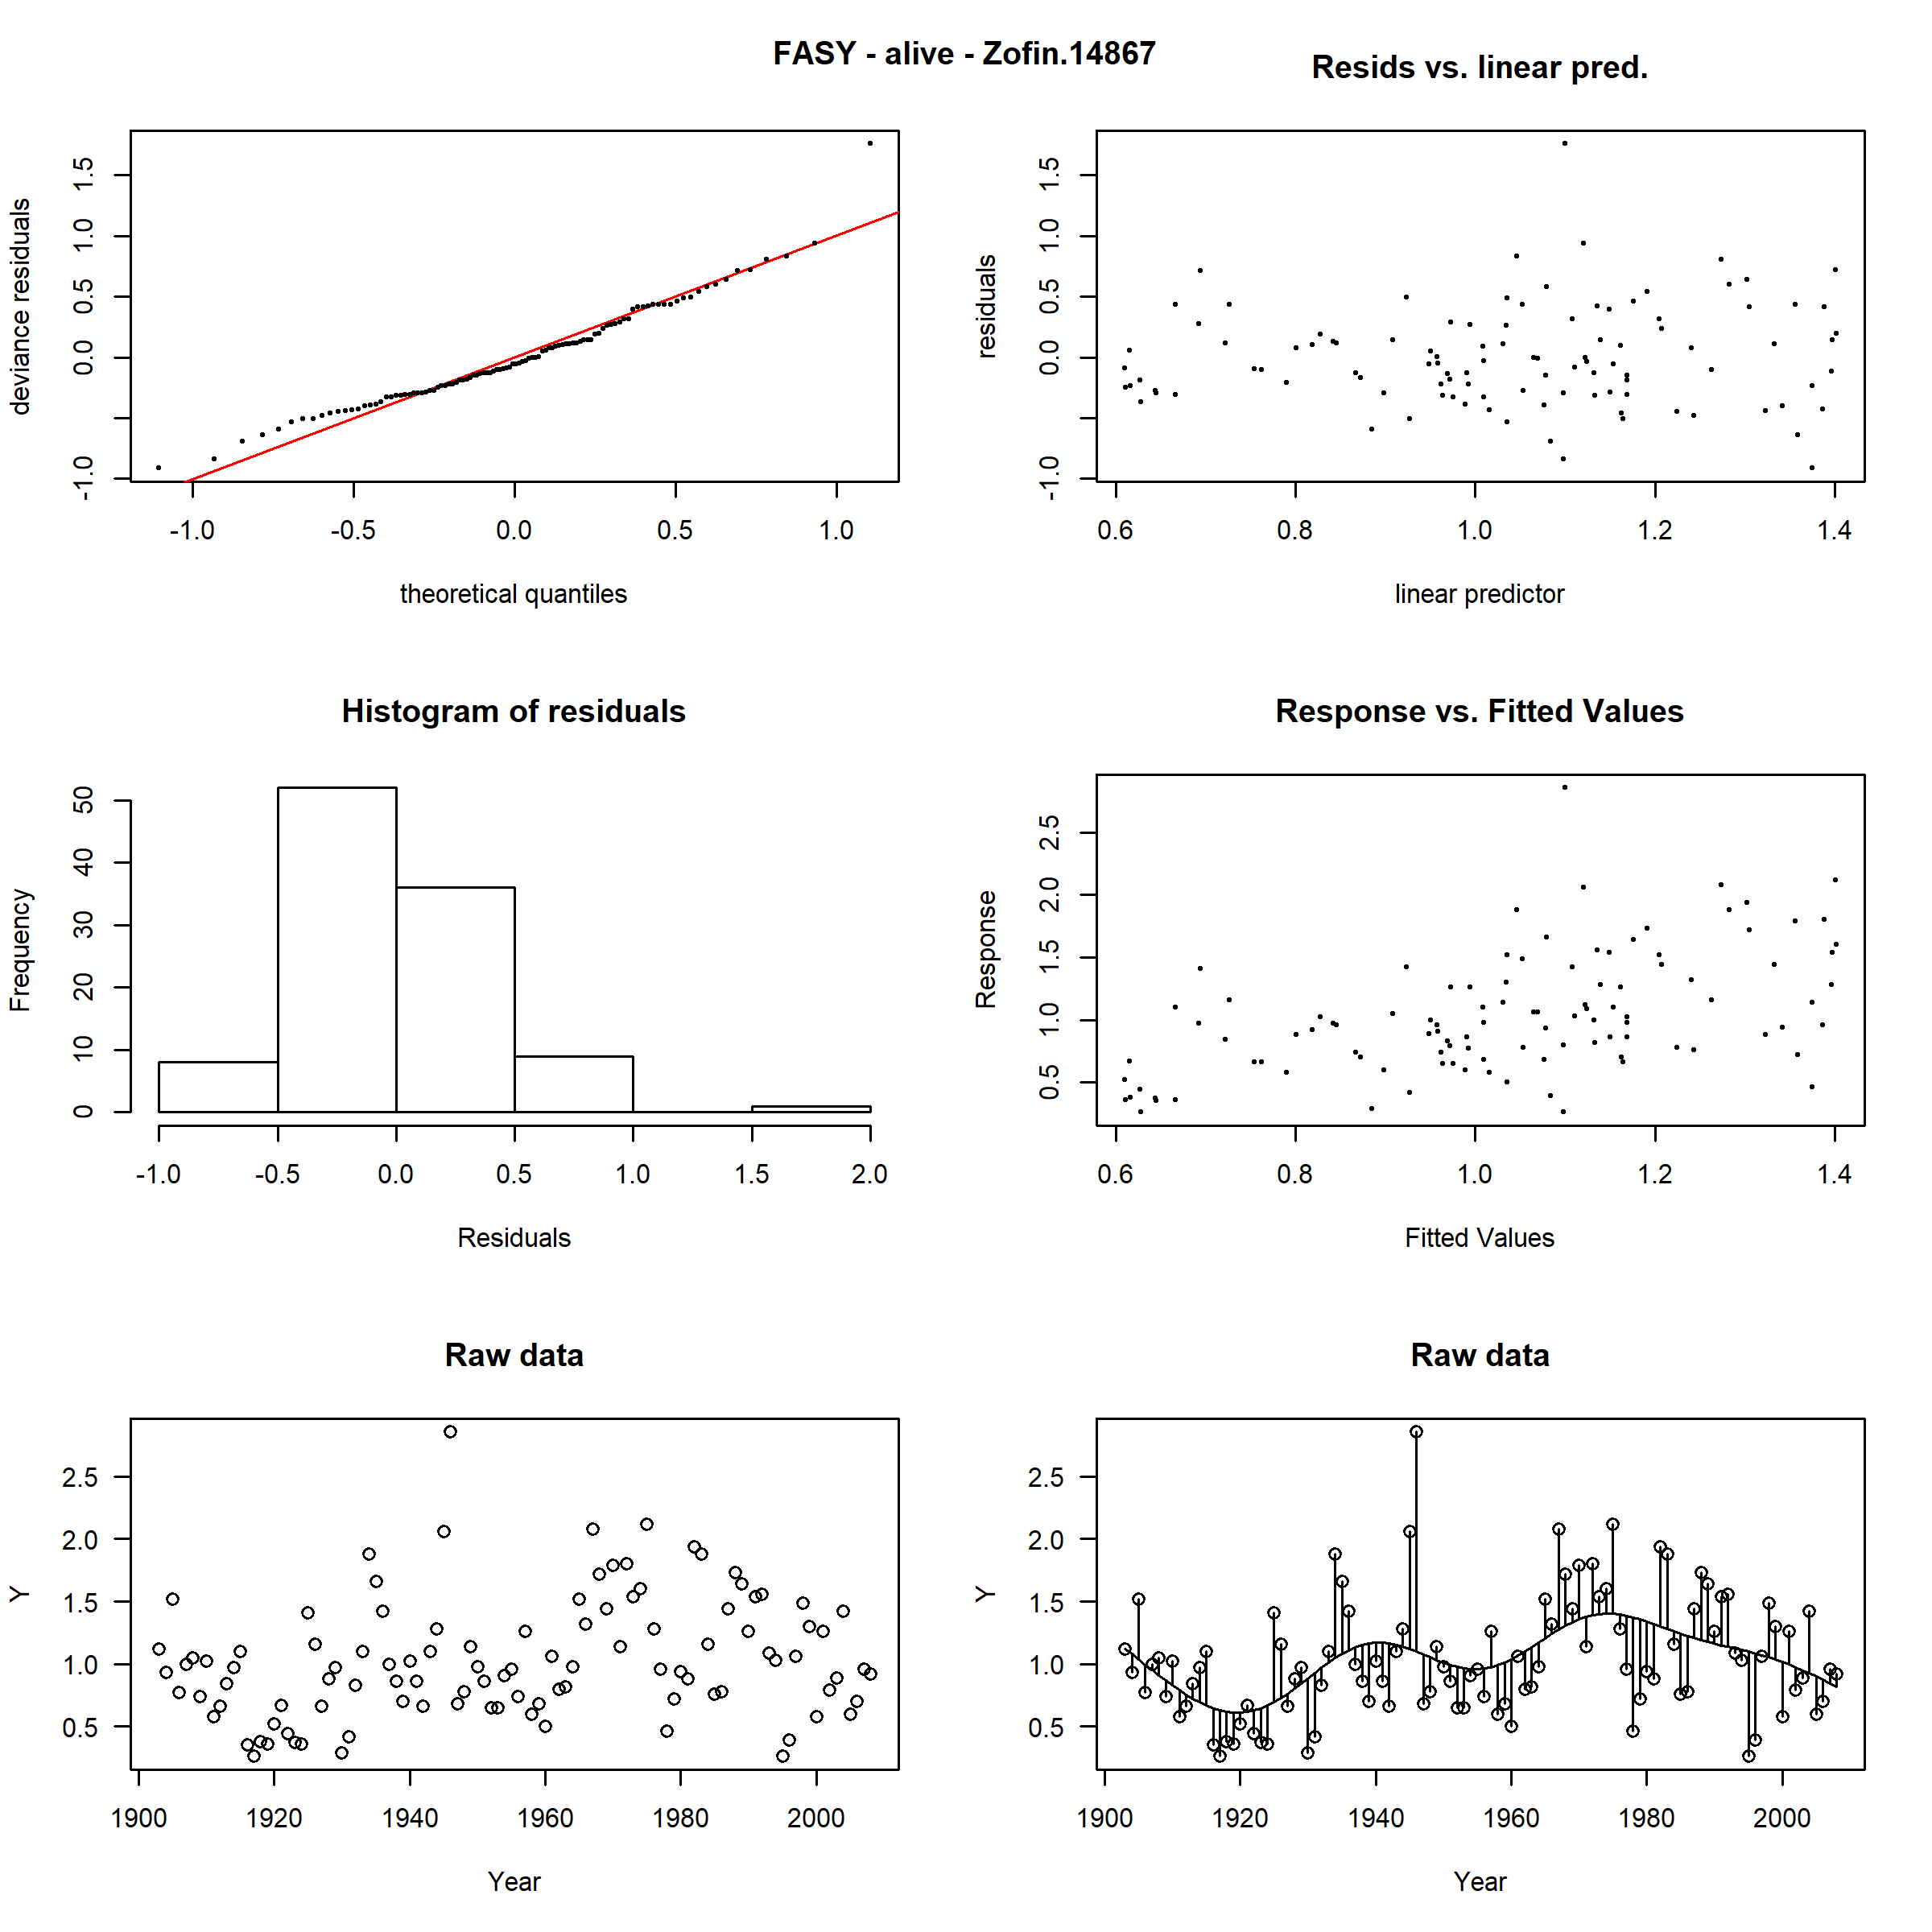 FASY - alive - Zofin.14867
Resids vs. linear pred.
deviance residuals
-1.0 0.0 0.5 1.0 1.5
-1.0 -0.5 0.0 0.5 1.0
theoretical quantiles
residuals
-1.0 0.0 0.5 1.0 1.5
0.6 0.8 1.0 1.2 1.4
linear predictor
Histogram of residuals
Frequency
0 10 20 30 40 50
-1.0 -0.5 0.0 0.5 1.0 1.5 2.0
Residuals
Response vs. Fitted Values
Response
0.5 1.0 1.5 2.0 2.5
0.6 0.8 1.0 1.2 1.4
Fitted Values
Raw data
Y
2.5
2.0
1.5
1.0
0.5
1900 1920 1940 1960 1980 2000
Year
Raw data
Y
2.5
2.0
1.5
1.0
0.5
1900 1920 1940 1960 1980 2000
Year